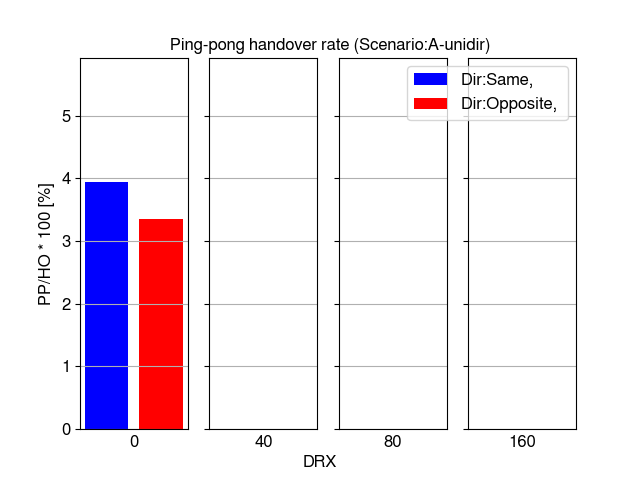 Ping-pong handover rate (Scenario:A-unidir)
Dir:Same,
Dir:Opposite,
PP/HO * 100 [%]
5
4
3
2
1
0
0 40 80 160
DRX